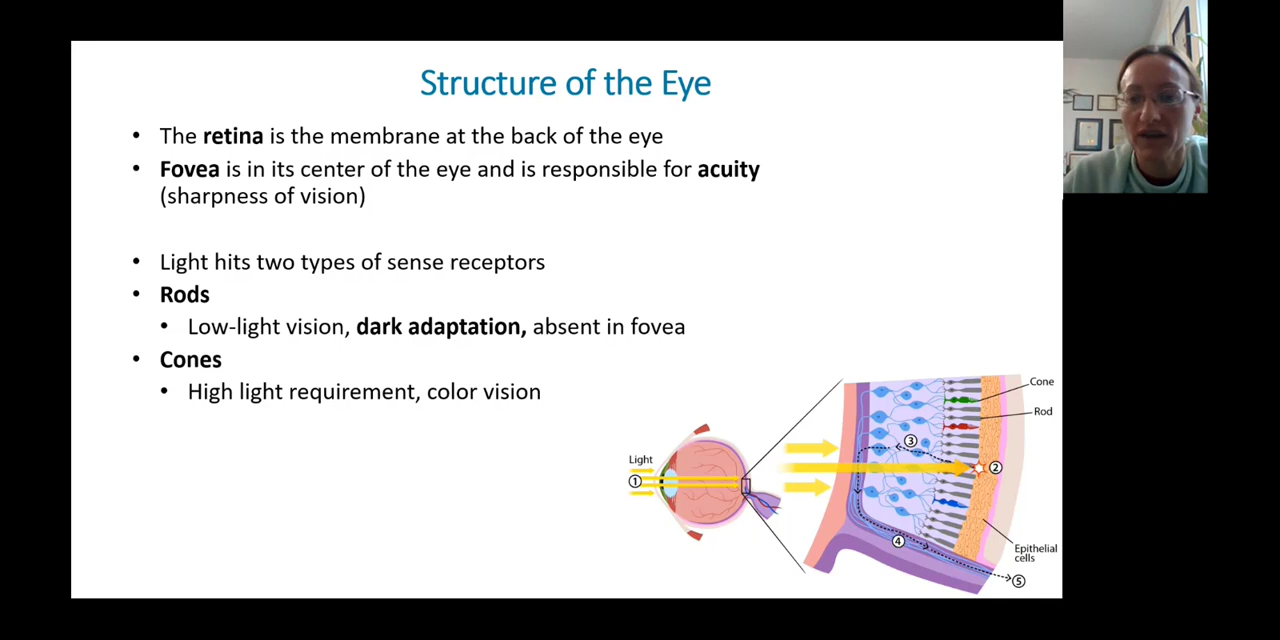 Structure of the Eye
• The retina is the membrane at the back of the eye
• Fovea is in its center of the eye and is responsible for acuity
(sharpness of vision)
• Light hits two types of sense receptors
• Rods
• Low-light vision, dark adaptation, absent in fovea
• Cones
• High light requirement, color vision
Cone
Rod
Light
①
②
③
④
Epithelial
cells
⑤